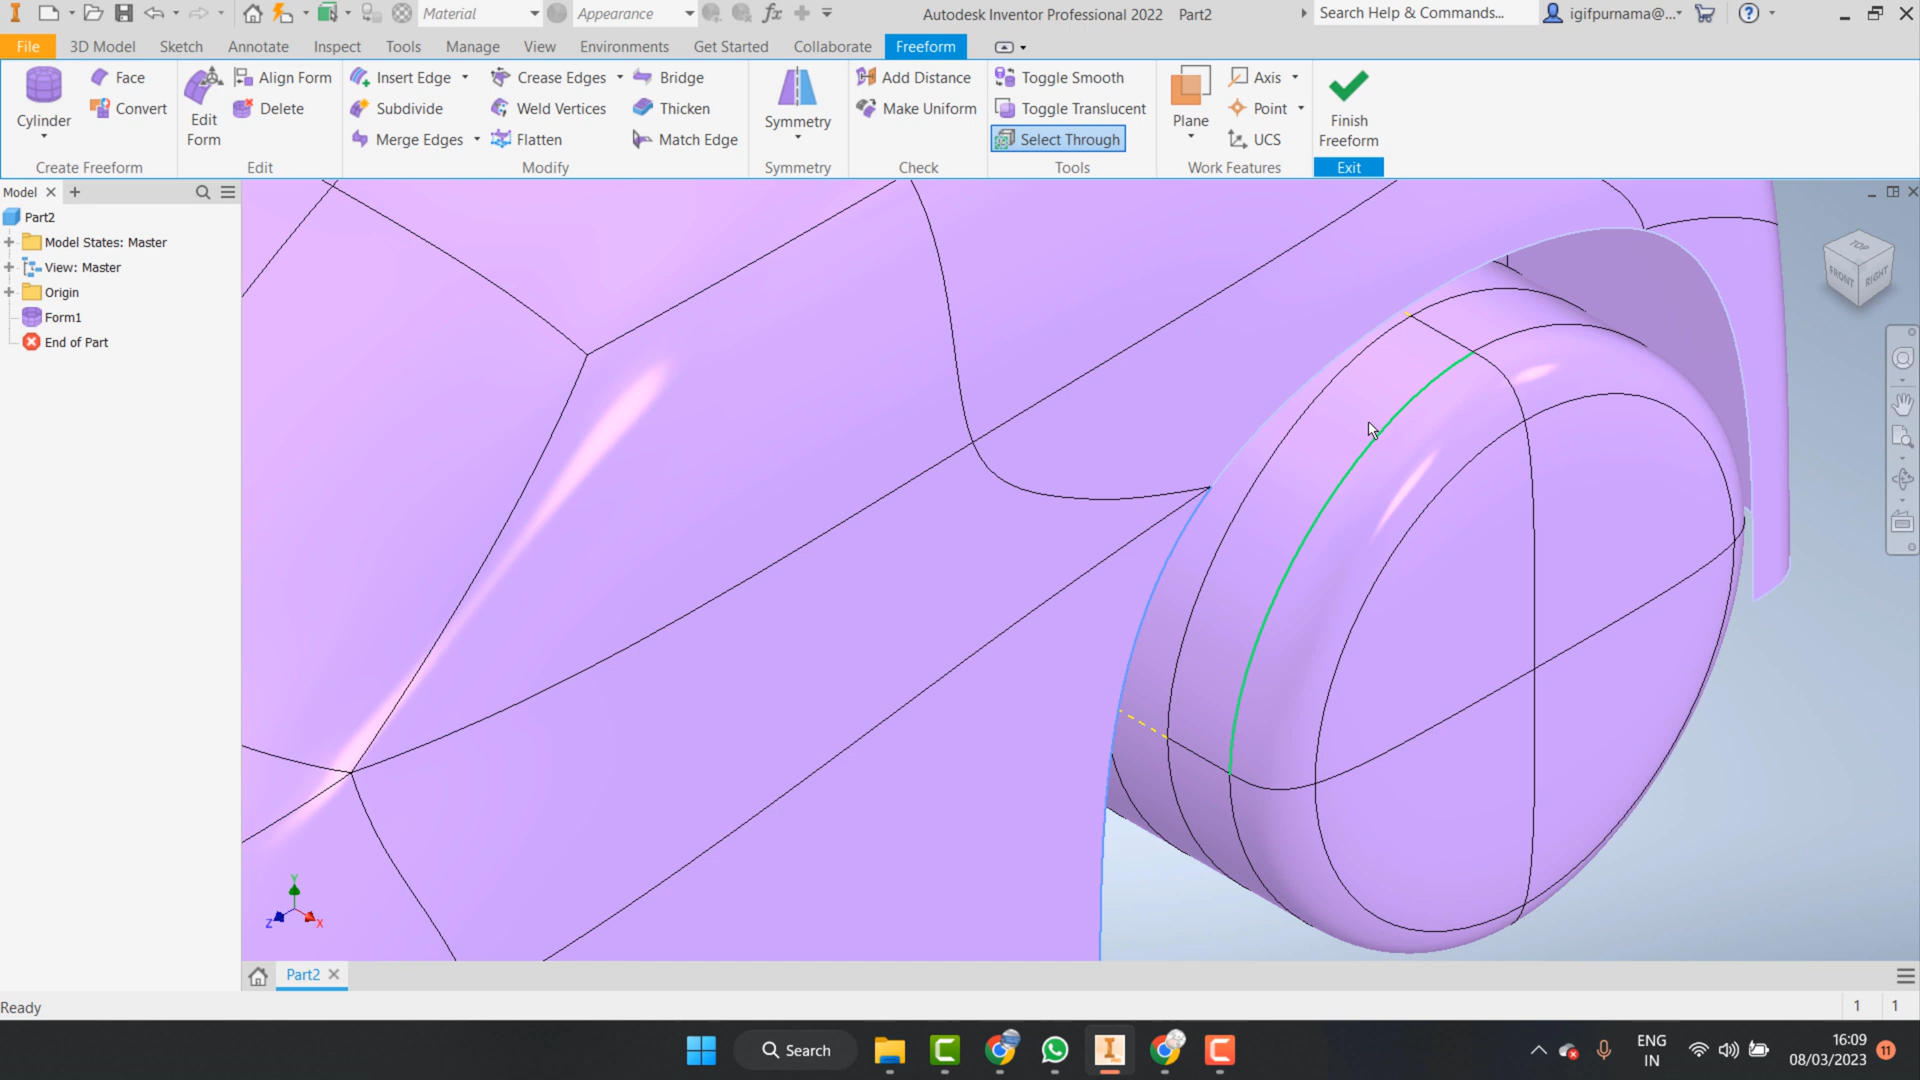 Material
Appearance
fx
Autodesk Inventor Professional 2022 Part2
Search Help & Commands...
igifpurnama@...
File
3D Model
Sketch
Annotate
Inspect
Tools
Manage
View
Environments
Get Started
Collaborate
Freeform
Cylinder
Face
Convert
Create Freeform
Edit
Form
Align Form
Delete
Edit
Insert Edge
Subdivide
Merge Edges
Crease Edges
Weld Vertices
Flatten
Bridge
Thicken
Match Edge
Modify
Symmetry
Symmetry
Add Distance
Make Uniform
Check
Toggle Smooth
Toggle Translucent
Select Through
Tools
Plane
Axis
Point
UCS
Work Features
Finish
Freeform
Exit
Model
Part2
Model States: Master
View: Master
Origin
Form1
End of Part
TOP
FRONT
RIGHT
Y
Z
X
Part2
Ready
1 1
Search
ENG
IN
16:09
08/03/2023
11